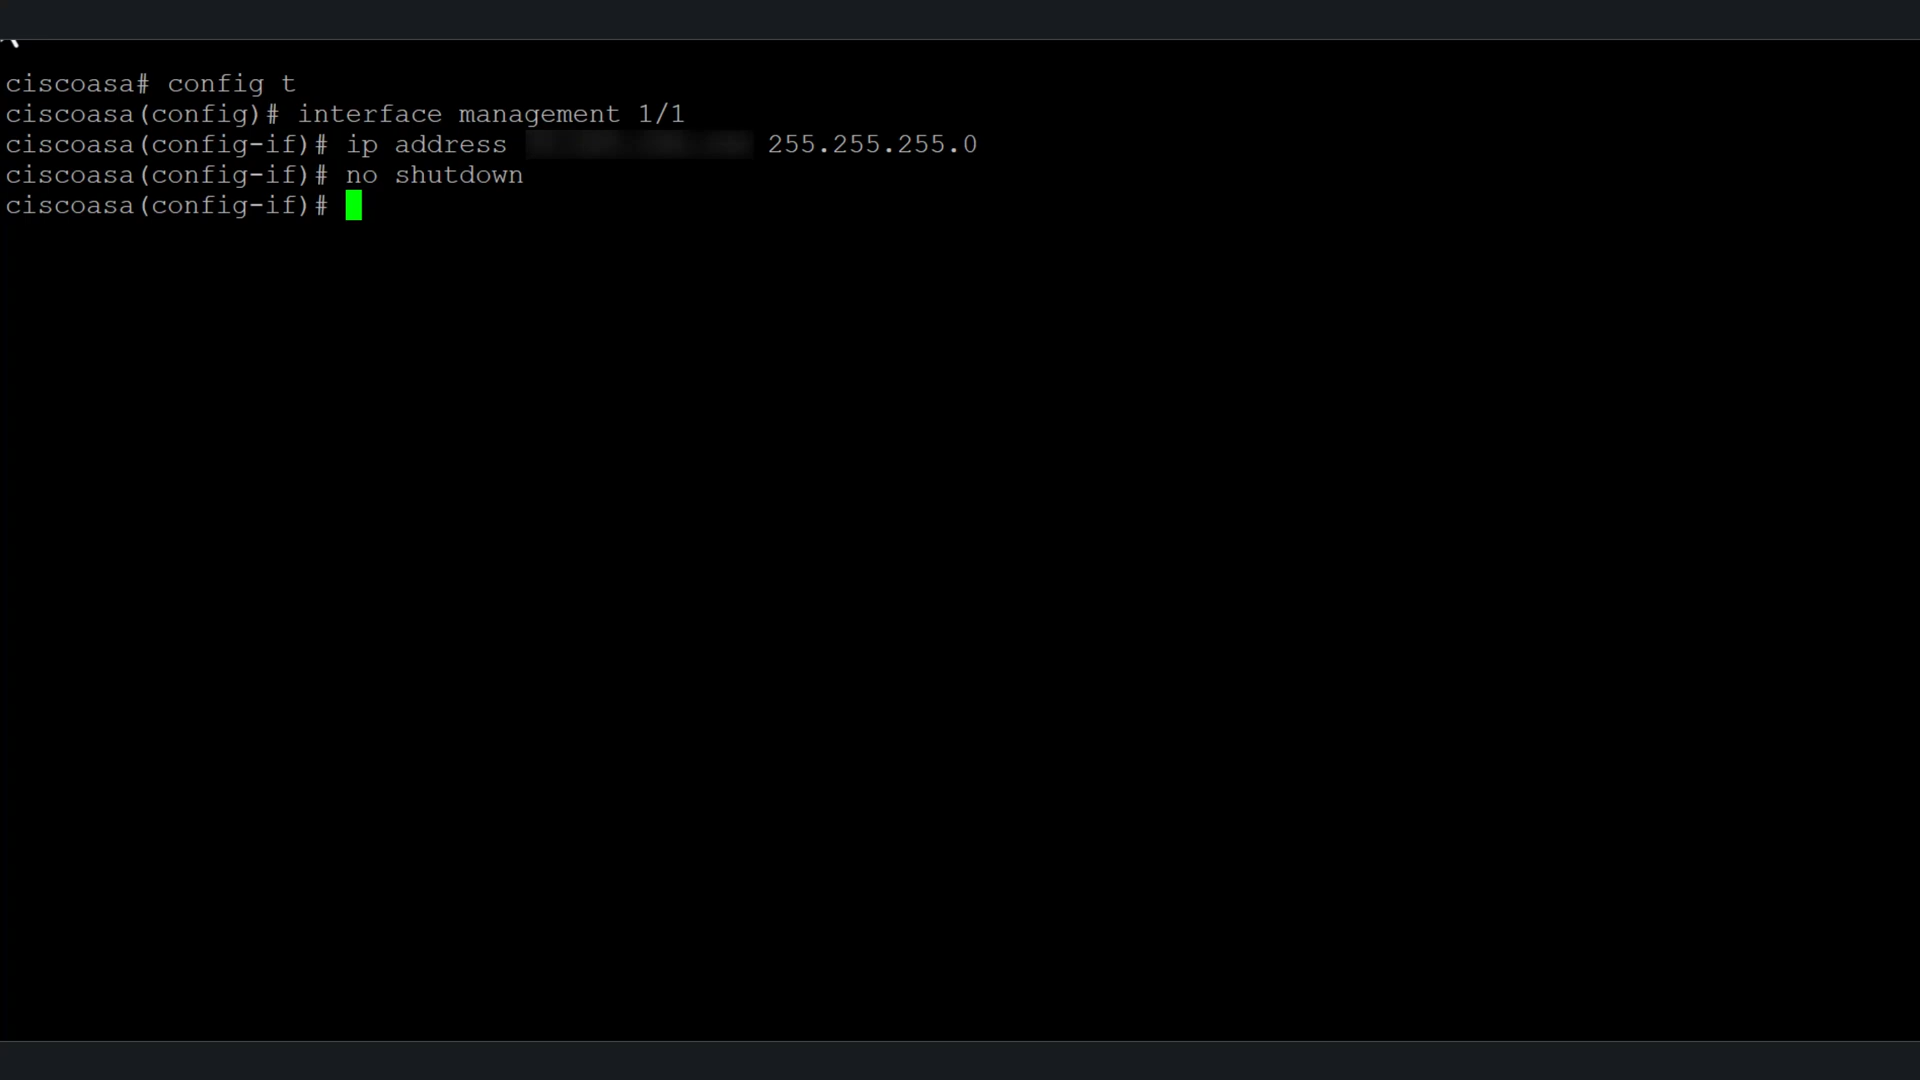 ciscoasa# config t
ciscoasa(config)# interface management 1/1
ciscoasa(config-if)# ip address 255.255.255.0
ciscoasa(config-if)# no shutdown
ciscoasa(config-if)#